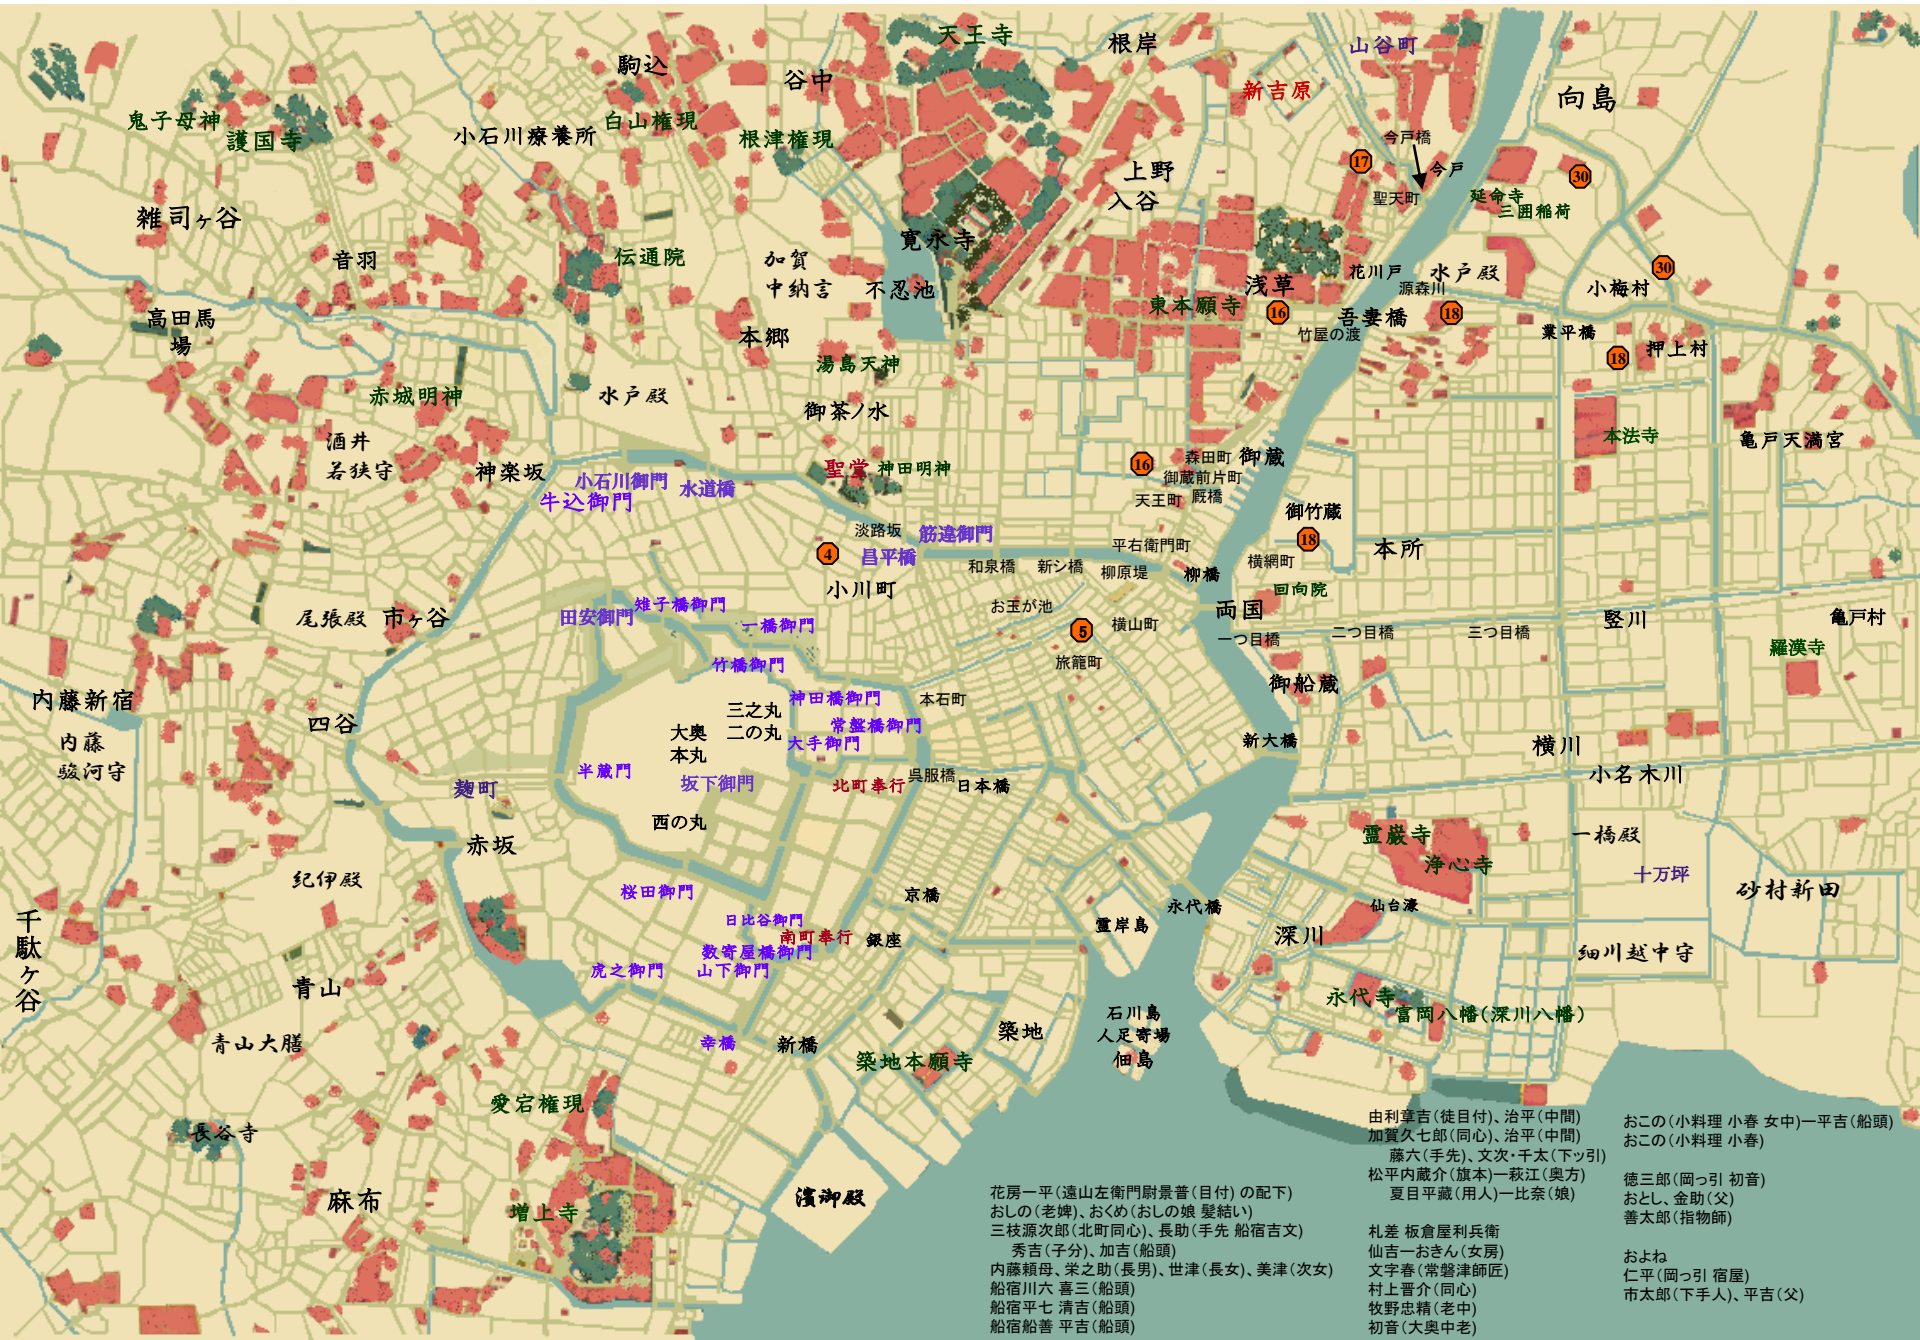 天王寺
根岸
山谷町
駒込
谷中
新吉原
向島
鬼子母神
護国寺
小石川療養所
白山権現
根津権現
今戸橋
17
今戸
30
上野
入谷
聖天町
延命寺
三囲稲荷
雑司ヶ谷
音羽
伝通院
加賀
中納言
寛永寺
不忍池
浅草
花川戸
水戸殿
源森川
30
小梅村
東本願寺
16
吾妻橋
18
竹屋の渡
業平橋
高田馬
場
本郷
湯島天神
18
押上村
赤城明神
水戸殿
御茶ノ水
酒井
若狭守
神楽坂
本法寺
亀戸天満宮
聖堂
神田明神
16
森田町
御蔵
御蔵前片町
天王町
厩橋
小石川御門
水道橋
牛込御門
御竹蔵
淡路坂
筋違御門
4
昌平橋
平右衛門町
18
本所
横網町
和泉橋
新シ橋
柳原堤
柳橋
小川町
回向院
尾張殿
市ヶ谷
田安御門
雉子橋御門
一橋御門
お玉が池
5
横山町
両国
一つ目橋
二つ目橋
三つ目橋
竪川
亀戸村
羅漢寺
竹橋御門
旅籠町
御船蔵
内藤新宿
四谷
神田橋御門
本石町
三之丸
二の丸
大奥
本丸
常盤橋御門
大手御門
新大橋
横川
内藤
駿河守
半蔵門
坂下御門
北町奉行
呉服橋
日本橋
小名木川
麹町
西の丸
赤坂
霊巌寺
浄心寺
一橋殿
十万坪
砂村新田
紀伊殿
桜田御門
京橋
永代橋
仙台濠
霊岸島
日比谷御門
南町奉行
銀座
深川
数寄屋橋御門
虎之御門
山下御門
細川越中守
千駄ヶ谷
青山
永代寺
富岡八幡(深川八幡)
石川島
人足寄場
佃島
青山大膳
幸橋
新橋
築地
築地本願寺
愛宕権現
長谷寺
麻布
増上寺
濱御殿
花房一平(遠山左衛門尉景普(目付) の配下)
おしの(老婢)、おくめ(おしの娘 髪結い)
三枝源次郎(北町同心)、長助(手先 船宿吉文)
秀吉(子分)、加吉(船頭)
内藤頼母、栄之助(長男)、世津(長女)、美津(次女)
船宿川六 喜三(船頭)
船宿平七 清吉(船頭)
船宿船善 平吉(船頭)
由利章吉(徒目付)、治平(中間)
加賀久七郎(同心)、治平(中間)
藤六(手先)、文次・千太(下ッ引)
松平内蔵介(旗本)―萩江(奥方)
夏目平蔵(用人)―比奈(娘)
札差 板倉屋利兵衛
仙吉―おきん(女房)
文字春(常磐津師匠)
村上晋介(同心)
牧野忠精(老中)
初音(大奥中老)
おこの(小料理 小春 女中)―平吉(船頭)
おこの(小料理 小春)
徳三郎(岡っ引 初音)
おとし、金助(父)
善太郎(指物師)
およね
仁平(岡っ引 宿屋)
市太郎(下手人)、平吉(父)